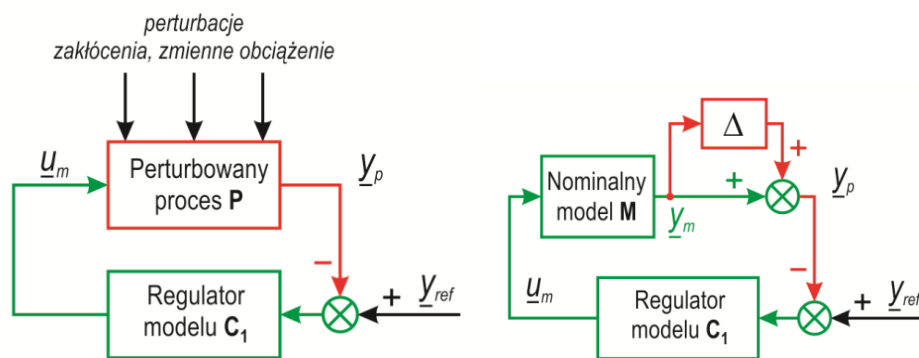 perturbacje
zakłócenia, zmienne obciążenie
u_m
Perturbowany
proces P
y_p
−
Regulator
modelu C₁
+
y_ref
Δ
+
Nominalny
model M
+
y_m
y_p
−
u_m
Regulator
modelu C₁
+
y_ref